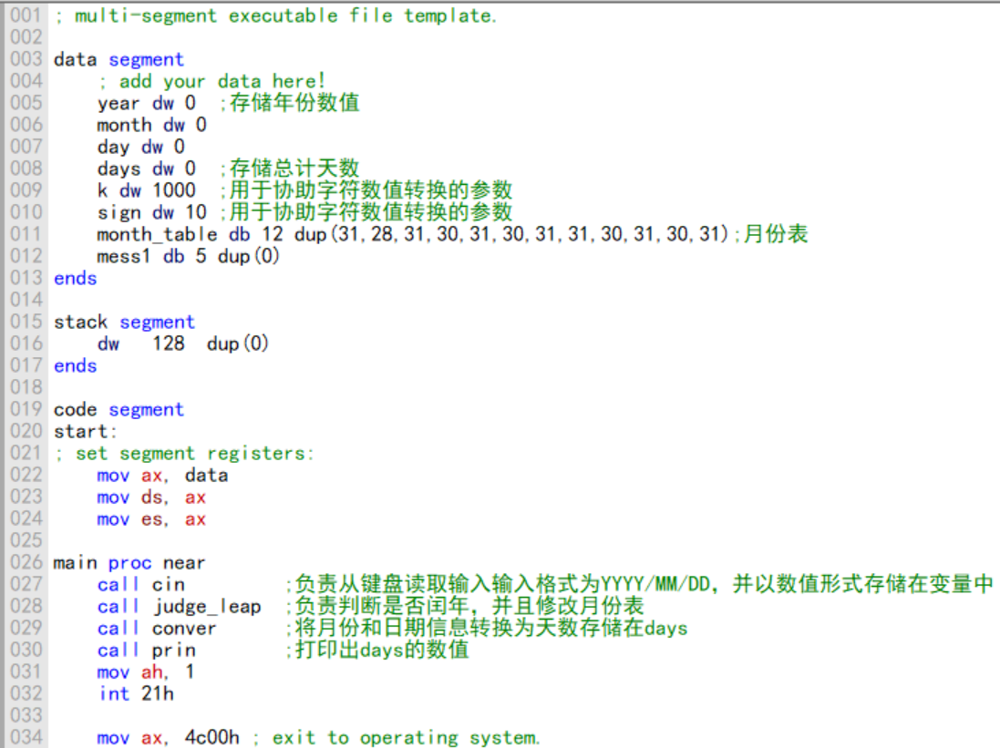 001 ; multi-segment executable file template.
002
003 data segment
004     ; add your data here!
005     year dw 0  ;存储年份数值
006     month dw 0
007     day dw 0
008     days dw 0  ;存储总计天数
009     k dw 1000  ;用于协助字符数值转换的参数
010     sign dw 10 ;用于协助字符数值转换的参数
011     month_table db 12 dup(31,28,31,30,31,30,31,31,30,31,30,31);月份表
012     mess1 db 5 dup(0)
013 ends
014
015 stack segment
016     dw   128  dup(0)
017 ends
018
019 code segment
020 start:
021 ; set segment registers:
022     mov ax, data
023     mov ds, ax
024     mov es, ax
025
026 main proc near
027     call cin         ;负责从键盘读取输入输入格式为YYYY/MM/DD，并以数值形式存储在变量中
028     call judge_leap  ;负责判断是否闰年，并且修改月份表
029     call conver      ;将月份和日期信息转换为天数存储在days
030     call prin        ;打印出days的数值
031     mov ah, 1
032     int 21h
033
034     mov ax, 4c00h ; exit to operating system.